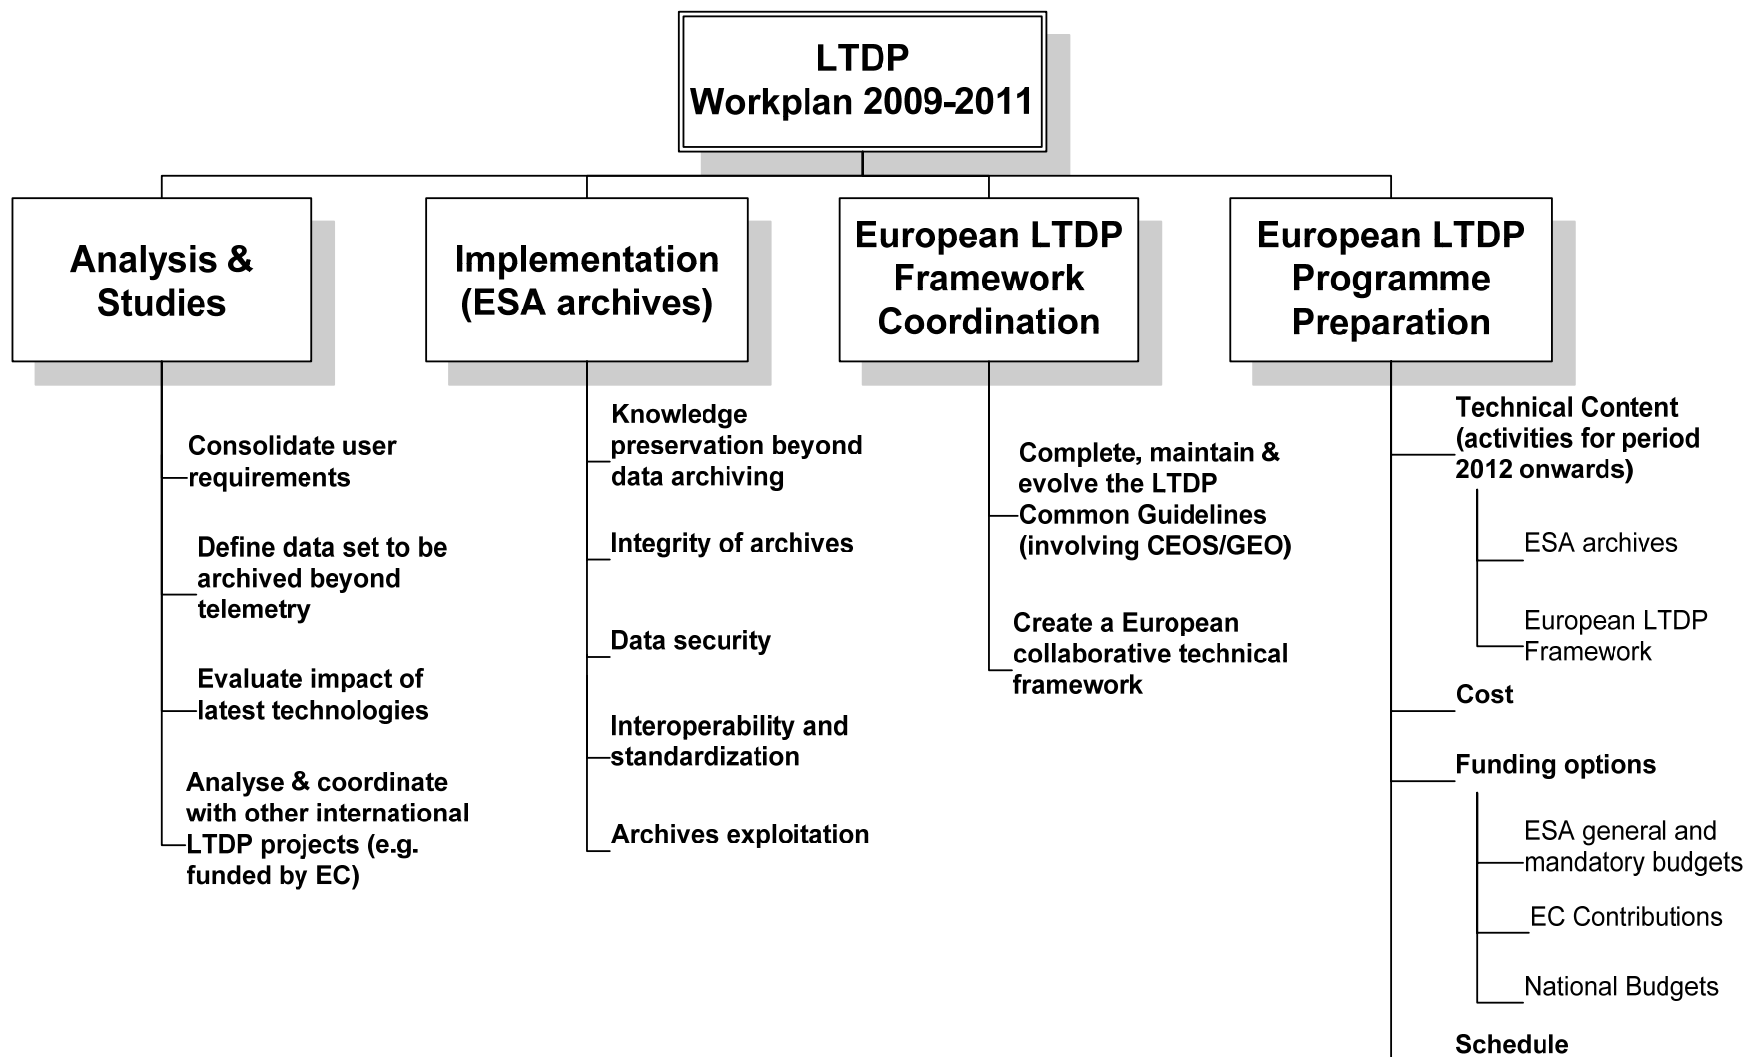 LTDP
Workplan 2009-2011
Analysis &
Studies
Implementation
(ESA archives)
European LTDP
Framework
Coordination
European LTDP
Programme
Preparation
Consolidate user
requirements
Define data set to be
archived beyond
telemetry
Evaluate impact of
latest technologies
Analyse & coordinate
with other international
LTDP projects (e.g.
funded by EC)
Knowledge
preservation beyond
data archiving
Integrity of archives
Data security
Interoperability and
standardization
Archives exploitation
Complete, maintain &
evolve the LTDP
Common Guidelines
(involving CEOS/GEO)
Create a European
collaborative technical
framework
Technical Content
(activities for period
2012 onwards)
ESA archives
European LTDP
Framework
Cost
Funding options
ESA general and
mandatory budgets
EC Contributions
National Budgets
Schedule